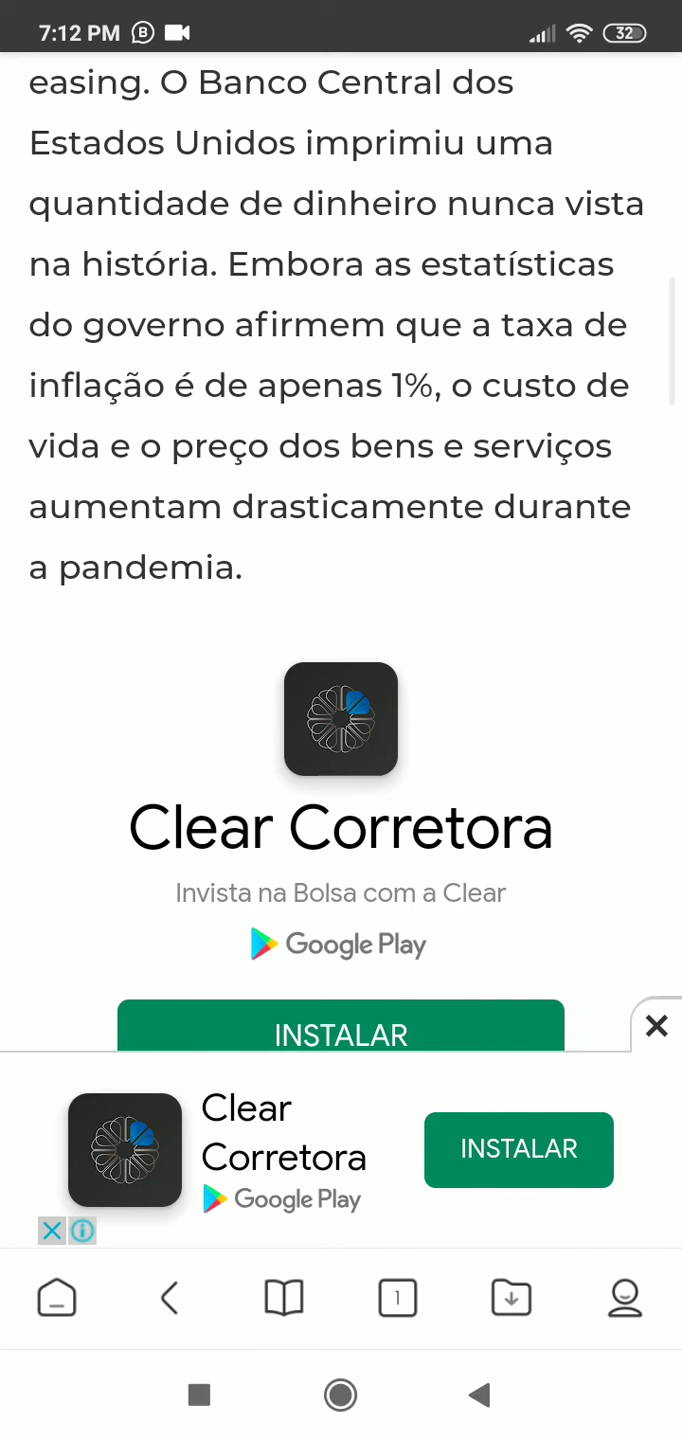 7:12 PM
32
easing. O Banco Central dos
Estados Unidos imprimiu uma
quantidade de dinheiro nunca vista
na história. Embora as estatísticas
do governo afirmem que a taxa de
inflação é de apenas 1%, o custo de
vida e o preço dos bens e serviços
aumentam drasticamente durante
a pandemia.
Clear Corretora
Invista na Bolsa com a Clear
Google Play
INSTALAR
Clear
Corretora
Google Play
INSTALAR
1